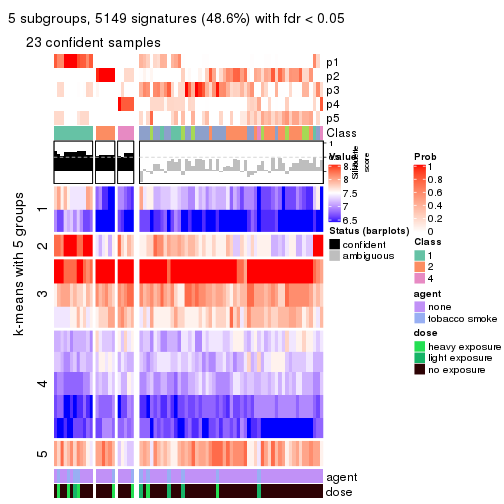 5 subgroups, 5149 signatures (48.6%) with fdr < 0.05
23 confident samples
p1
p2
p3
p4
p5
Class
1
Silhouette
score
k-means with 5 groups
1
2
3
4
5
agent
dose
Value
8
7.5
7
6.5
Status (barplots)
confident
ambiguous
Prob
1
0.8
0.6
0.4
0.2
0
Class
1
2
4
agent
none
tobacco smoke
dose
heavy exposure
light exposure
no exposure